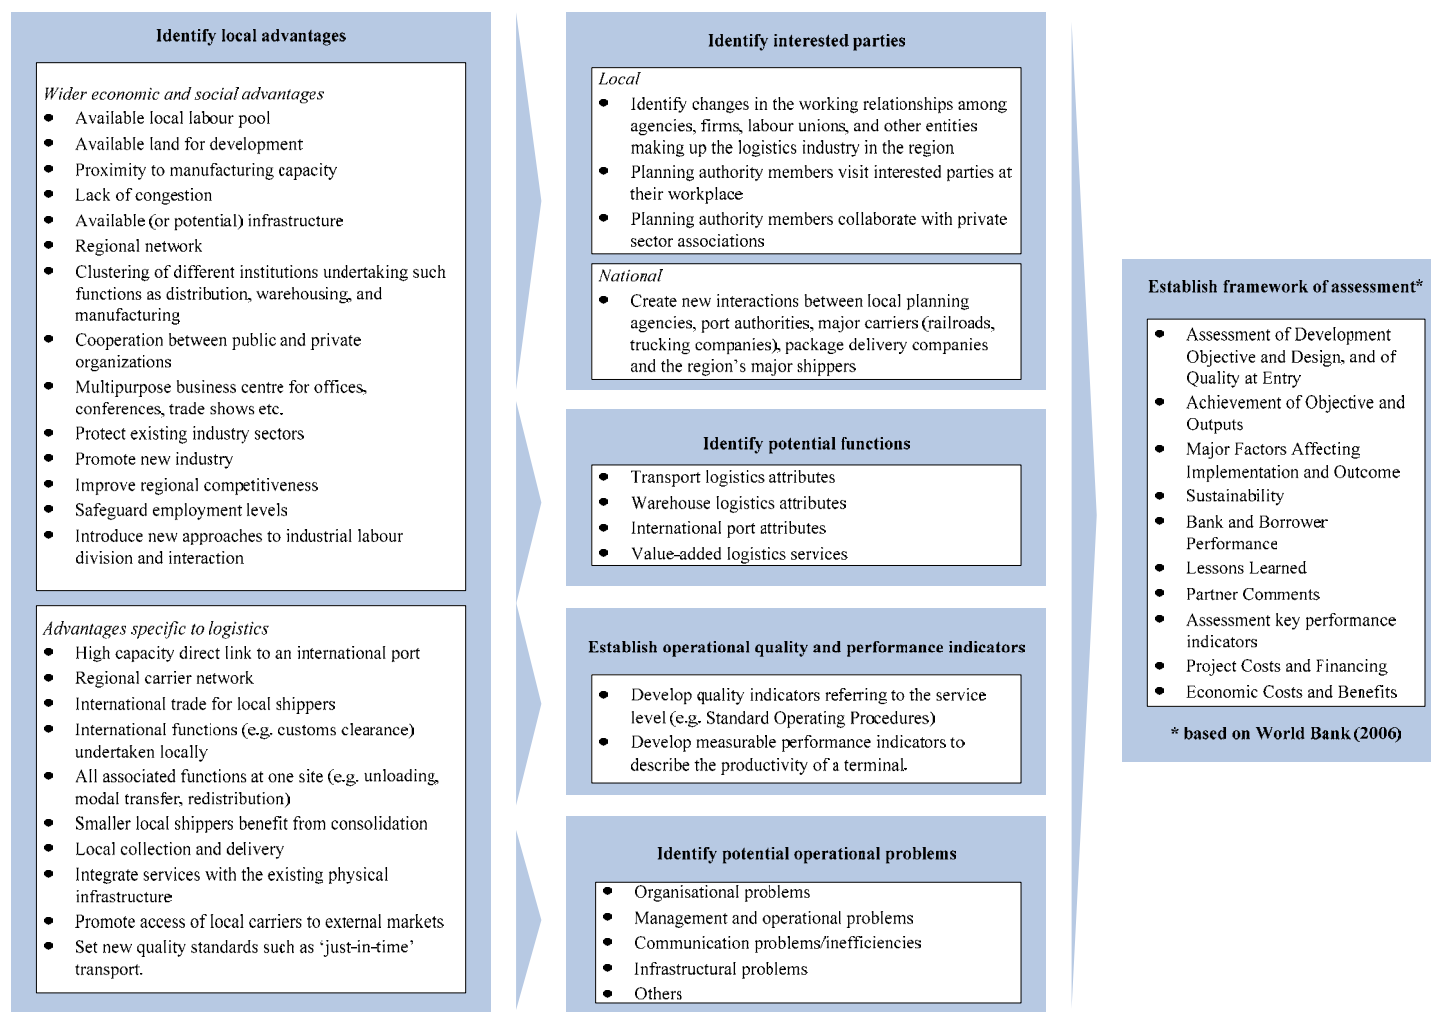 Identify local advantages
Wider economic and social advantages
● Available local labour pool
● Available land for development
● Proximity to manufacturing capacity
● Lack of congestion
● Available (or potential) infrastructure
● Regional network
● Clustering of different institutions undertaking such
functions as distribution, warehousing, and
manufacturing
● Cooperation between public and private
organizations
● Multipurpose business centre for offices,
conferences, trade shows etc.
● Protect existing industry sectors
● Promote new industry
● Improve regional competitiveness
● Safeguard employment levels
● Introduce new approaches to industrial labour
division and interaction
Advantages specific to logistics
● High capacity direct link to an international port
● Regional carrier network
● International trade for local shippers
● International functions (e.g. customs clearance)
undertaken locally
● All associated functions at one site (e.g. unloading,
modal transfer, redistribution)
● Smaller local shippers benefit from consolidation
● Local collection and delivery
● Integrate services with the existing physical
infrastructure
● Promote access of local carriers to external markets
● Set new quality standards such as ‘just-in-time’
transport.
Identify interested parties
Local
● Identify changes in the working relationships among
agencies, firms, labour unions, and other entities
making up the logistics industry in the region
● Planning authority members visit interested parties at
their workplace
● Planning authority members collaborate with private
sector associations
National
● Create new interactions between local planning
agencies, port authorities, major carriers (railroads,
trucking companies), package delivery companies
and the region’s major shippers
Identify potential functions
● Transport logistics attributes
● Warehouse logistics attributes
● International port attributes
● Value-added logistics services
Establish operational quality and performance indicators
● Develop quality indicators referring to the service
level (e.g. Standard Operating Procedures)
● Develop measurable performance indicators to
describe the productivity of a terminal.
Identify potential operational problems
● Organisational problems
● Management and operational problems
● Communication problems/inefficiencies
● Infrastructural problems
● Others
Establish framework of assessment*
● Assessment of Development
Objective and Design, and of
Quality at Entry
● Achievement of Objective and
Outputs
● Major Factors Affecting
Implementation and Outcome
● Sustainability
● Bank and Borrower
Performance
● Lessons Learned
● Partner Comments
● Assessment key performance
indicators
● Project Costs and Financing
● Economic Costs and Benefits
* based on World Bank (2006)